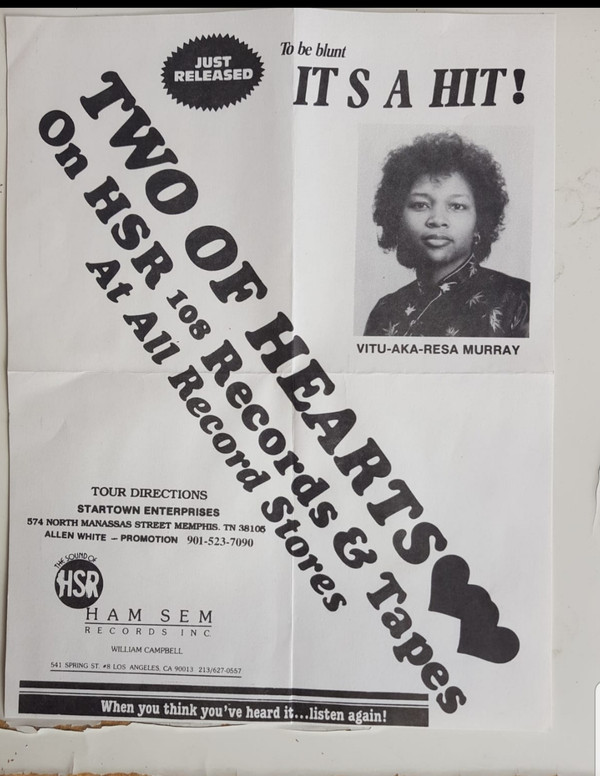 JUST
RELEASED
To be blunt
IT S A HIT!
TWO OF HEARTS
On HSR 108 Records & Tapes
At All Record Stores
VITU-AKA-RESA MURRAY
TOUR DIRECTIONS
STARTOWN ENTERPRISES
574 NORTH MANASSAS STREET MEMPHIS. TN 38105
ALLEN WHITE – PROMOTION 901-523-7090
THE SOUND OF
HSR
HAM SEM
RECORDS INC
WILLIAM CAMPBELL
541 SPRING ST. #8 LOS ANGELES, CA 90013 213/627-0557
When you think you've heard it...listen again!